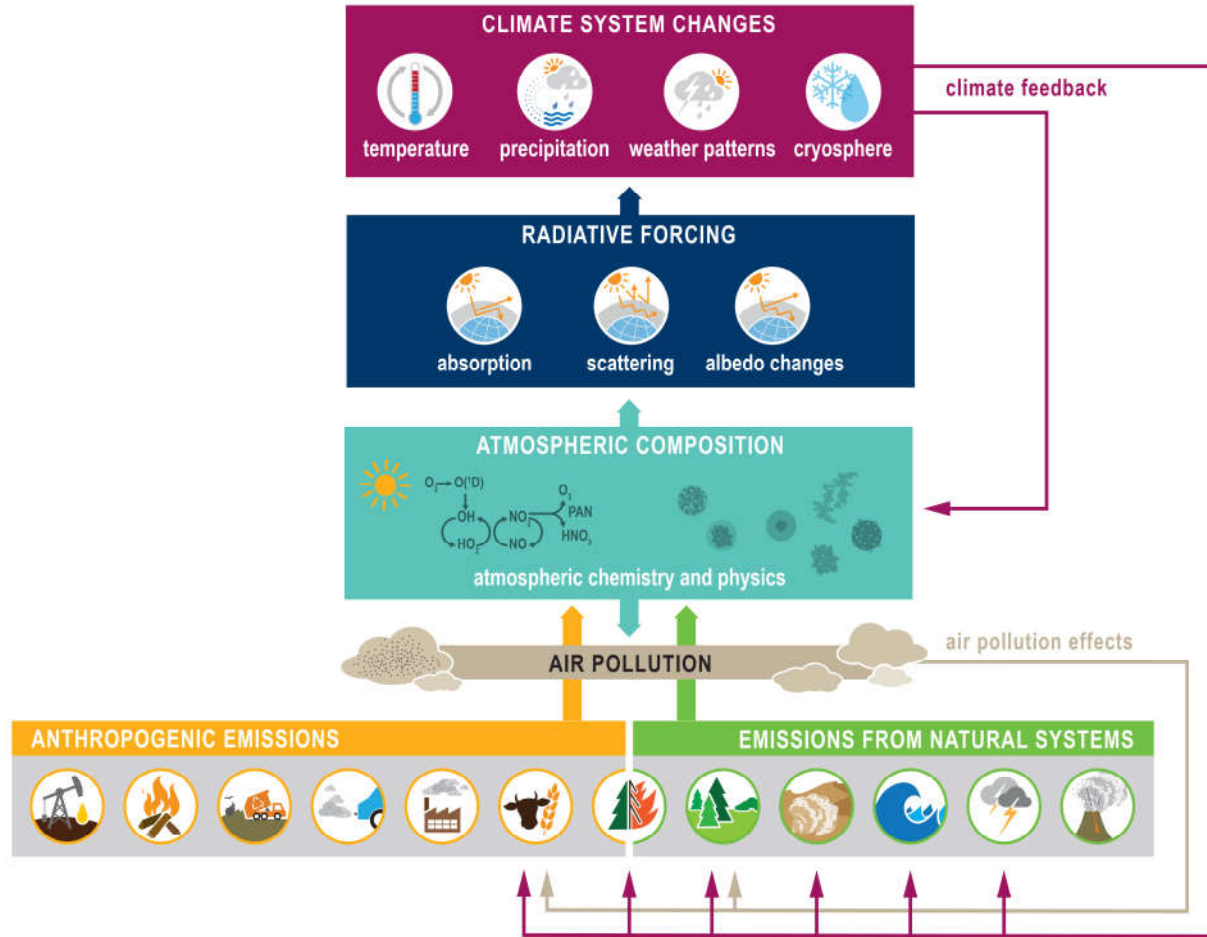 CLIMATE SYSTEM CHANGES
climate feedback
temperature
precipitation
weather patterns
cryosphere
RADIATIVE FORCING
absorption
scattering
albedo changes
ATMOSPHERIC COMPOSITION
O₂→O(¹D)
O₃
OH
NO₂
PAN
HO₂
NO
HNO₃
atmospheric chemistry and physics
AIR POLLUTION
air pollution effects
ANTHROPOGENIC EMISSIONS
EMISSIONS FROM NATURAL SYSTEMS